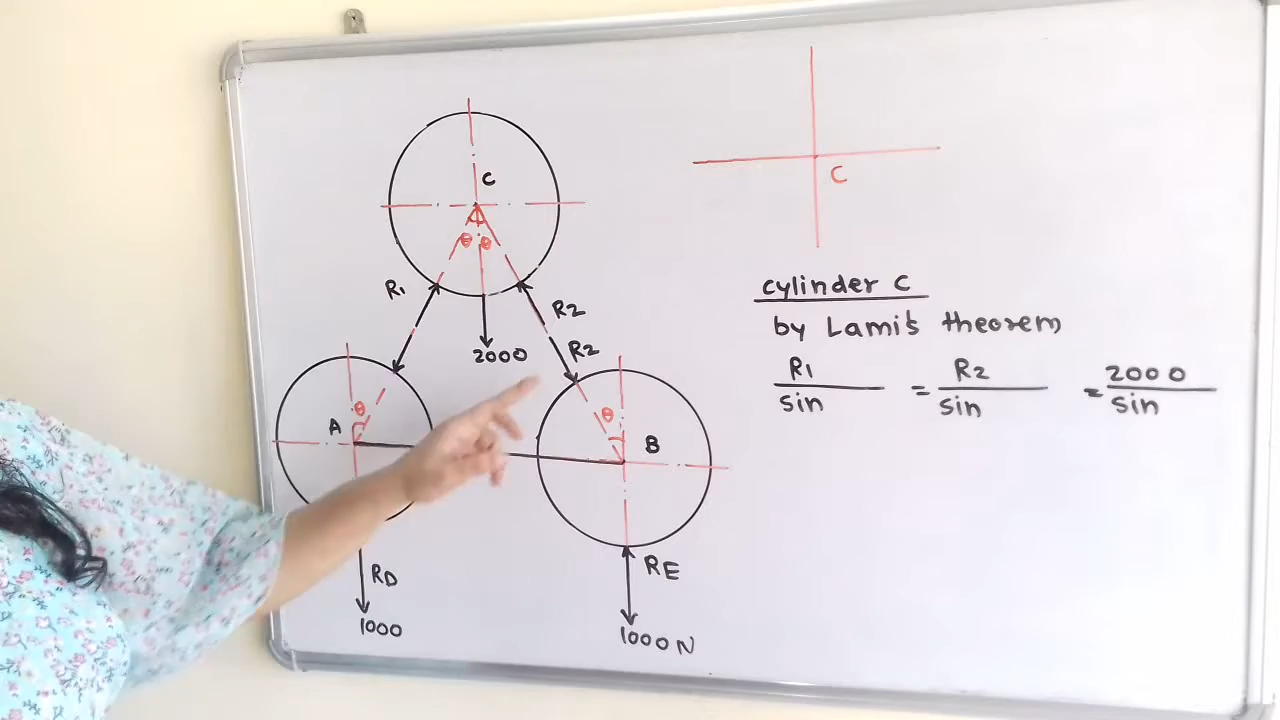 C
θ θ
R1
R2
R2
2000
θ
A
θ
B
RD
1000
RE
1000 N
C
cylinder C
by Lami's theorem
R1 = R2 = 2000
sin sin sin